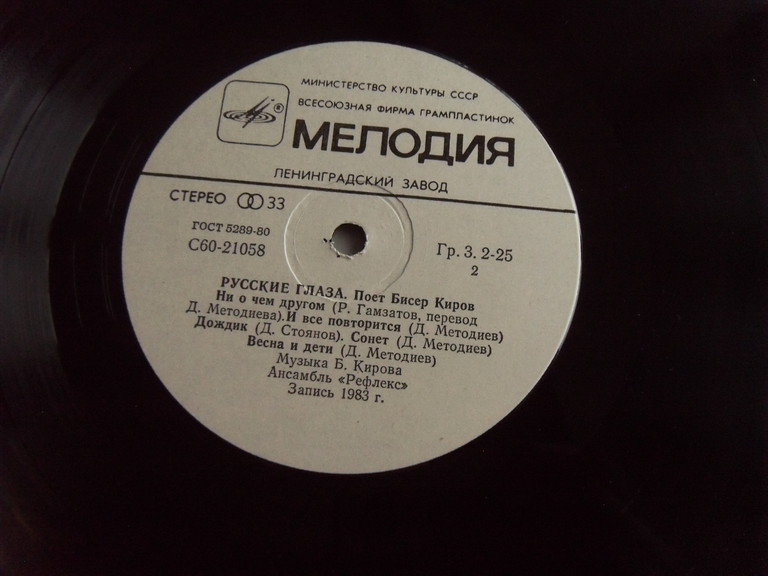 МИНИСТЕРСТВО КУЛЬТУРЫ СССР
ВСЕСОЮЗНАЯ ФИРМА ГРАМПЛАСТИНОК
®
МЕЛОДИЯ
ЛЕНИНГРАДСКИЙ ЗАВОД
СТЕРЕО 33
ГОСТ 5289-80
С60-21058
Гр. 3. 2-25
2
РУССКИЕ ГЛАЗА. Поет Бисер Киров
Ни о чем другом (Р. Гамзатов, перевод
Д. Методиева). И все повторится (Д. Методиев)
Дождик (Д. Стоянов). Сонет (Д. Методиев)
Весна и дети (Д. Методиев)
Музыка Б. Кирова
Ансамбль «Рефлекс»
Запись 1983 г.